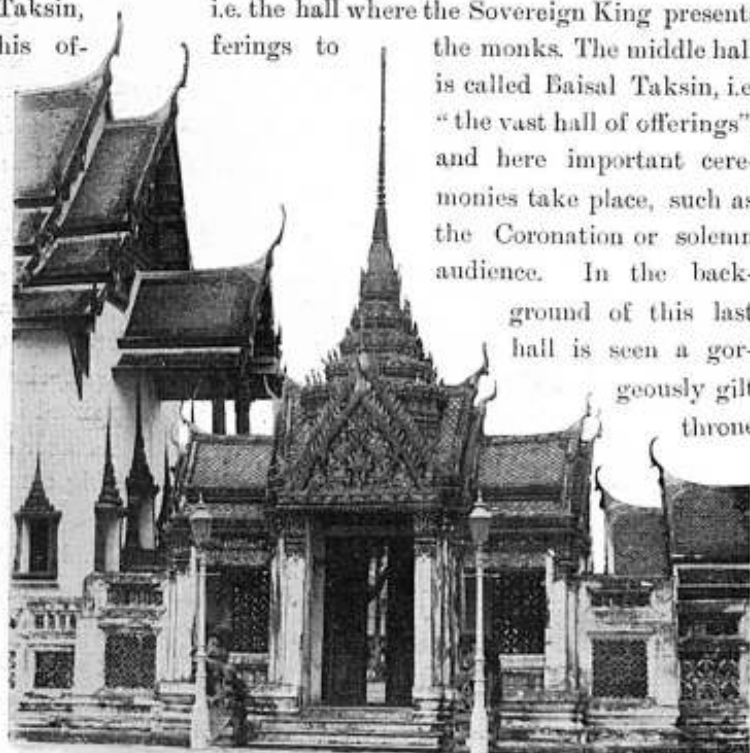 Taksin, i.e. the hall where the Sovereign King present
his of- ferings to the monks. The middle hal
is called Baisal Taksin, i.e
“the vast hall of offerings”
and here important cere-
monies take place, such as
the Coronation or solemn
audience. In the back-
ground of this last
hall is seen a gor-
geously gilt
throne